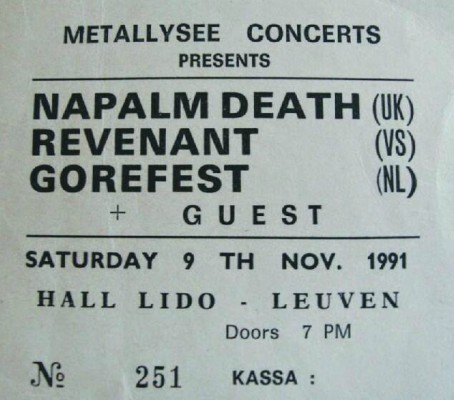 METALLYSEE CONCERTS
PRESENTS
NAPALM DEATH (UK)
REVENANT (VS)
GOREFEST (NL)
+ GUEST
SATURDAY 9 TH NOV. 1991
HALL LIDO - LEUVEN
Doors 7 PM
№ 251 KASSA :